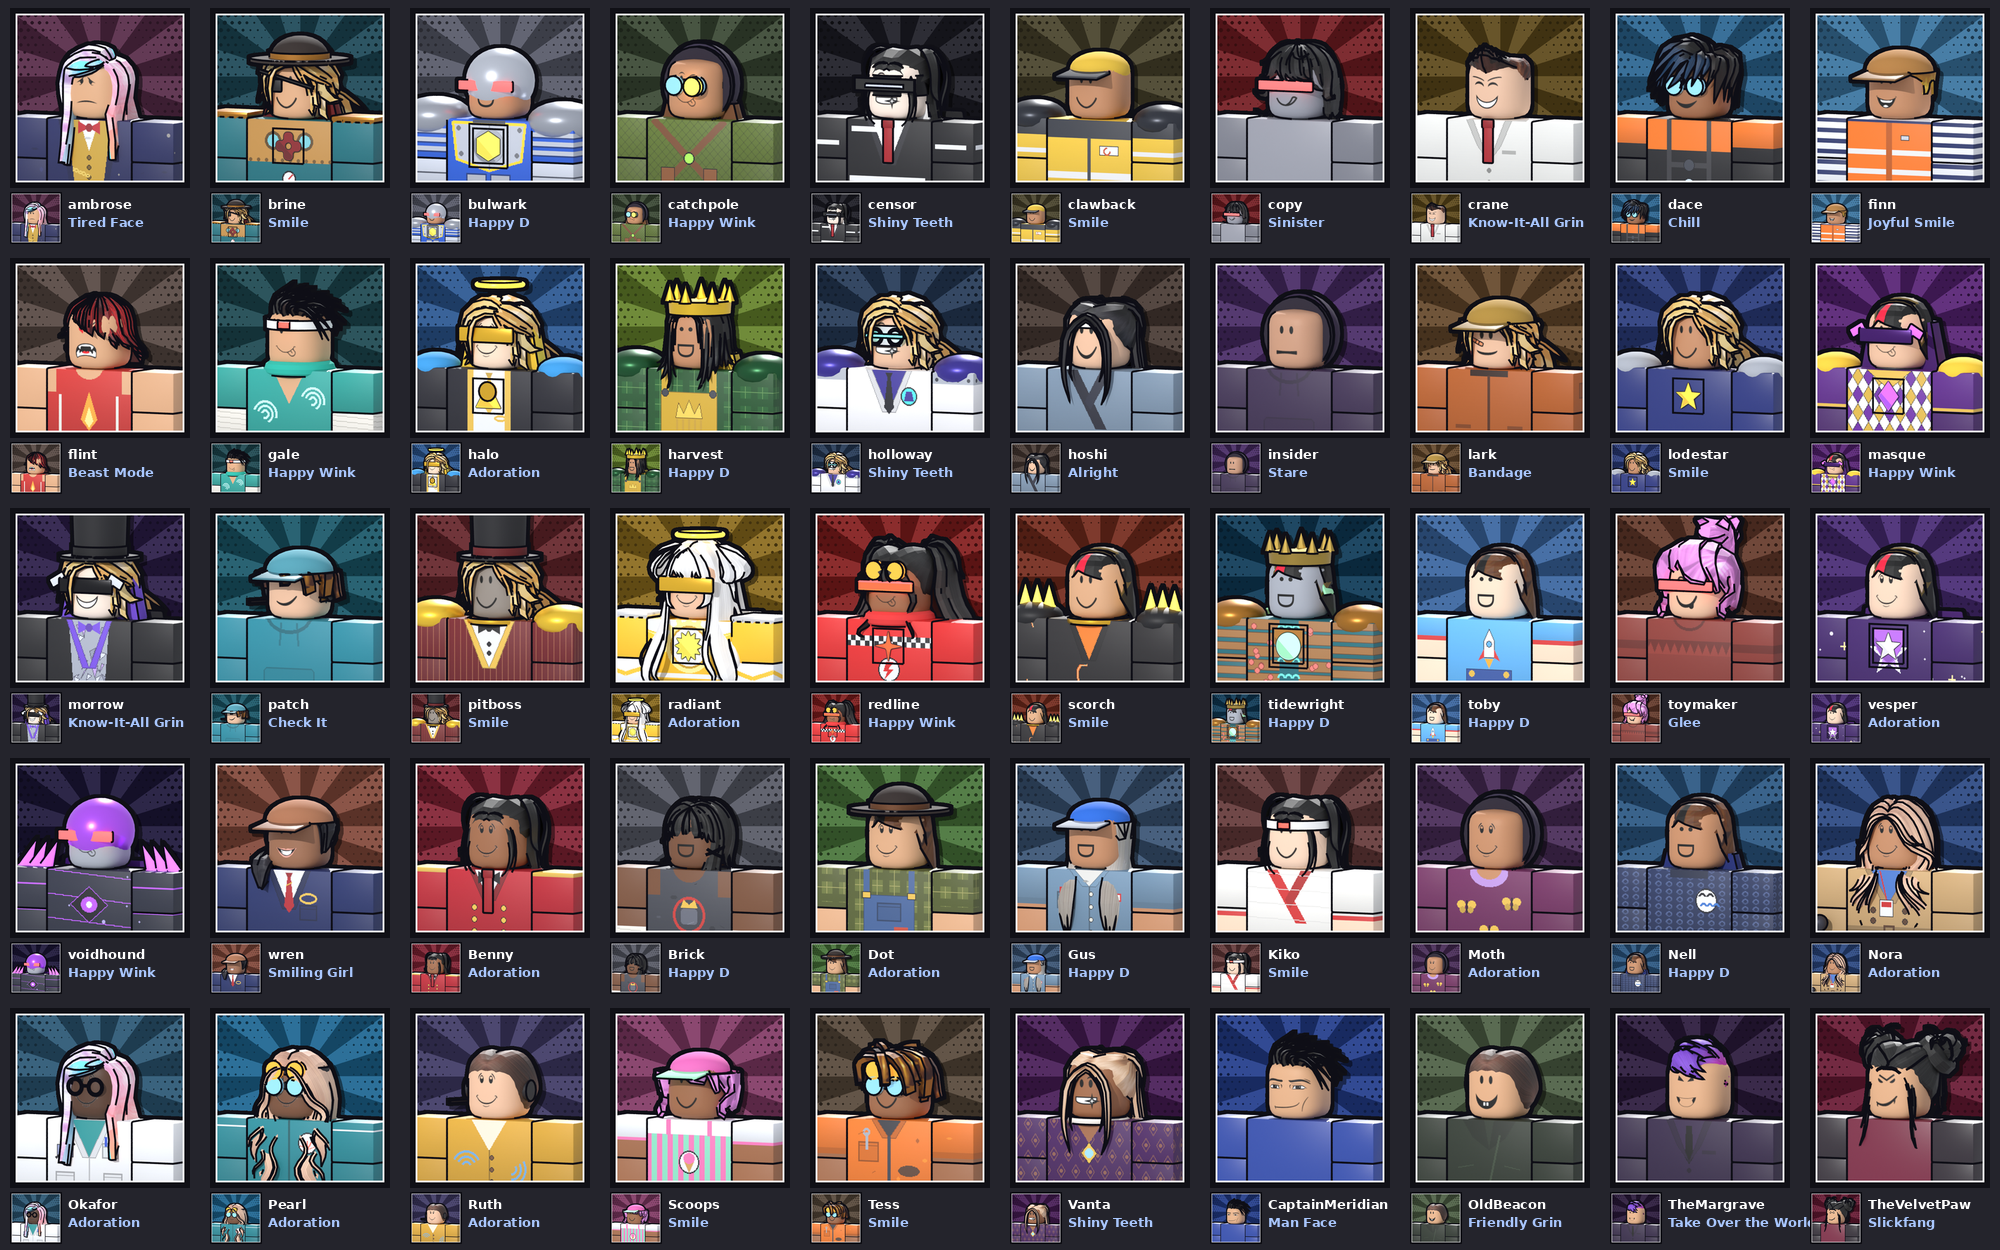 ambrose
Tired Face
brine
Smile
bulwark
Happy D
catchpole
Happy Wink
censor
Shiny Teeth
clawback
Smile
copy
Sinister
crane
Know-It-All Grin
dace
Chill
finn
Joyful Smile
flint
Beast Mode
gale
Happy Wink
halo
Adoration
harvest
Happy D
holloway
Shiny Teeth
hoshi
Alright
insider
Stare
lark
Bandage
lodestar
Smile
masque
Happy Wink
morrow
Know-It-All Grin
patch
Check It
pitboss
Smile
radiant
Adoration
redline
Happy Wink
scorch
Smile
tidewright
Happy D
toby
Happy D
toymaker
Glee
vesper
Adoration
voidhound
Happy Wink
wren
Smiling Girl
Benny
Adoration
Brick
Happy D
Dot
Adoration
Gus
Happy D
Kiko
Smile
Moth
Adoration
Nell
Happy D
Nora
Adoration
Okafor
Adoration
Pearl
Adoration
Ruth
Adoration
Scoops
Smile
Tess
Smile
Vanta
Shiny Teeth
CaptainMeridian
Man Face
OldBeacon
Friendly Grin
TheMargrave
Take Over the World
TheVelvetPaw
Slickfang